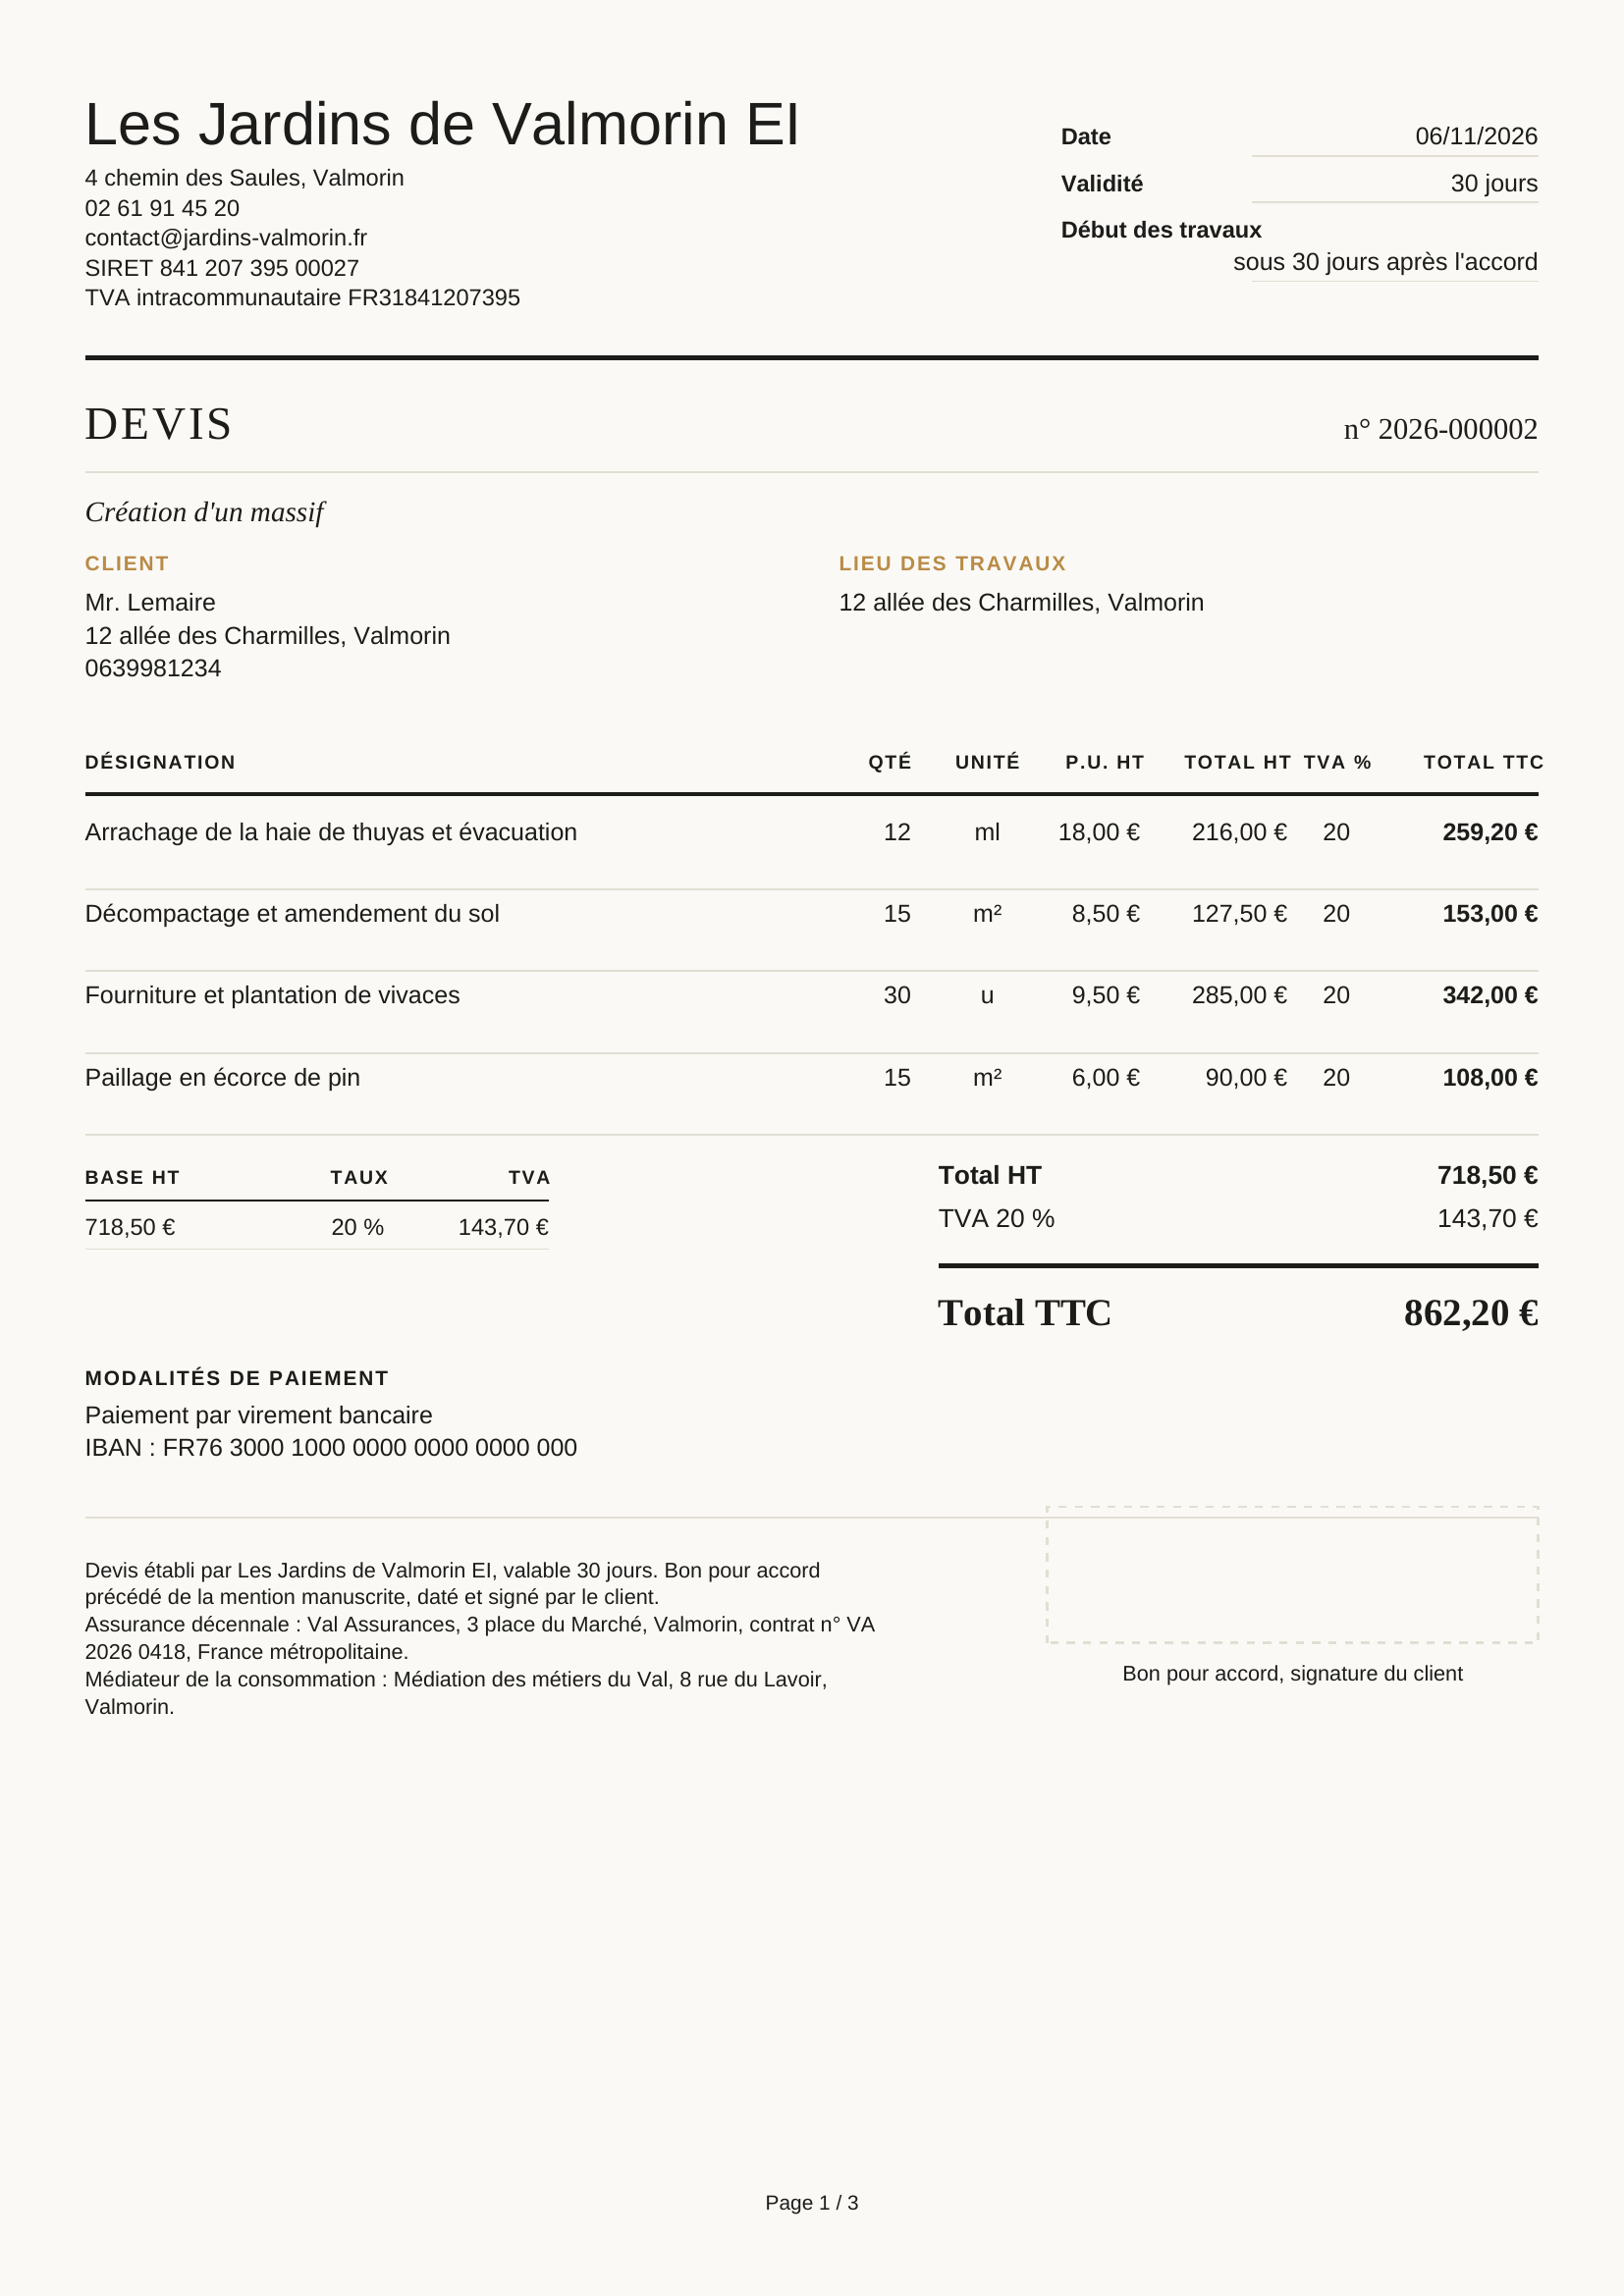 Les Jardins de Valmorin EI
4 chemin des Saules, Valmorin
02 61 91 45 20
contact@jardins-valmorin.fr
SIRET 841 207 395 00027
TVA intracommunautaire FR31841207395
Date 06/11/2026
Validité 30 jours
Début des travaux
sous 30 jours après l'accord
DEVIS n° 2026-000002
Création d'un massif
CLIENT
Mr. Lemaire
12 allée des Charmilles, Valmorin
0639981234
LIEU DES TRAVAUX
12 allée des Charmilles, Valmorin
DÉSIGNATION QTÉ UNITÉ P.U. HT TOTAL HT TVA % TOTAL TTC
Arrachage de la haie de thuyas et évacuation 12 ml 18,00 € 216,00 € 20 259,20 €
Décompactage et amendement du sol 15 m² 8,50 € 127,50 € 20 153,00 €
Fourniture et plantation de vivaces 30 u 9,50 € 285,00 € 20 342,00 €
Paillage en écorce de pin 15 m² 6,00 € 90,00 € 20 108,00 €
BASE HT TAUX TVA
718,50 € 20 % 143,70 €
Total HT 718,50 €
TVA 20 % 143,70 €
Total TTC 862,20 €
MODALITÉS DE PAIEMENT
Paiement par virement bancaire
IBAN : FR76 3000 1000 0000 0000 0000 000
Devis établi par Les Jardins de Valmorin EI, valable 30 jours. Bon pour accord
précédé de la mention manuscrite, daté et signé par le client.
Assurance décennale : Val Assurances, 3 place du Marché, Valmorin, contrat n° VA
2026 0418, France métropolitaine.
Médiateur de la consommation : Médiation des métiers du Val, 8 rue du Lavoir,
Valmorin.
Bon pour accord, signature du client
Page 1 / 3